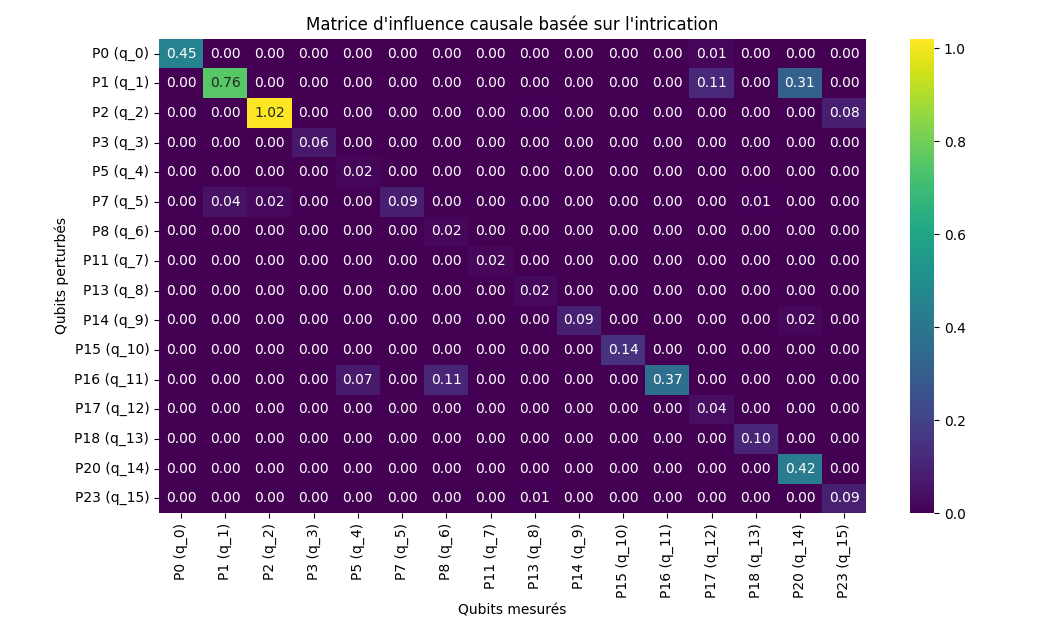 Matrice d'influence causale basée sur l'intrication
Qubits perturbés
P0 (q_0) 0.45 0.00 0.00 0.00 0.00 0.00 0.00 0.00 0.00 0.00 0.00 0.00 0.01 0.00 0.00 0.00
P1 (q_1) 0.00 0.76 0.00 0.00 0.00 0.00 0.00 0.00 0.00 0.00 0.00 0.00 0.11 0.00 0.31 0.00
P2 (q_2) 0.00 0.00 1.02 0.00 0.00 0.00 0.00 0.00 0.00 0.00 0.00 0.00 0.00 0.00 0.00 0.08
P3 (q_3) 0.00 0.00 0.00 0.06 0.00 0.00 0.00 0.00 0.00 0.00 0.00 0.00 0.00 0.00 0.00 0.00
P5 (q_4) 0.00 0.00 0.00 0.00 0.02 0.00 0.00 0.00 0.00 0.00 0.00 0.00 0.00 0.00 0.00 0.00
P7 (q_5) 0.00 0.04 0.02 0.00 0.00 0.09 0.00 0.00 0.00 0.00 0.00 0.00 0.00 0.01 0.00 0.00
P8 (q_6) 0.00 0.00 0.00 0.00 0.00 0.00 0.02 0.00 0.00 0.00 0.00 0.00 0.00 0.00 0.00 0.00
P11 (q_7) 0.00 0.00 0.00 0.00 0.00 0.00 0.00 0.02 0.00 0.00 0.00 0.00 0.00 0.00 0.00 0.00
P13 (q_8) 0.00 0.00 0.00 0.00 0.00 0.00 0.00 0.00 0.02 0.00 0.00 0.00 0.00 0.00 0.00 0.00
P14 (q_9) 0.00 0.00 0.00 0.00 0.00 0.00 0.00 0.00 0.00 0.09 0.00 0.00 0.00 0.00 0.02 0.00
P15 (q_10) 0.00 0.00 0.00 0.00 0.00 0.00 0.00 0.00 0.00 0.00 0.14 0.00 0.00 0.00 0.00 0.00
P16 (q_11) 0.00 0.00 0.00 0.00 0.07 0.00 0.11 0.00 0.00 0.00 0.00 0.37 0.00 0.00 0.00 0.00
P17 (q_12) 0.00 0.00 0.00 0.00 0.00 0.00 0.00 0.00 0.00 0.00 0.00 0.00 0.04 0.00 0.00 0.00
P18 (q_13) 0.00 0.00 0.00 0.00 0.00 0.00 0.00 0.00 0.00 0.00 0.00 0.00 0.00 0.10 0.00 0.00
P20 (q_14) 0.00 0.00 0.00 0.00 0.00 0.00 0.00 0.00 0.00 0.00 0.00 0.00 0.00 0.00 0.42 0.00
P23 (q_15) 0.00 0.00 0.00 0.00 0.00 0.00 0.00 0.00 0.01 0.00 0.00 0.00 0.00 0.00 0.00 0.09
P0 (q_0) P1 (q_1) P2 (q_2) P3 (q_3) P5 (q_4) P7 (q_5) P8 (q_6) P11 (q_7) P13 (q_8) P14 (q_9) P15 (q_10) P16 (q_11) P17 (q_12) P18 (q_13) P20 (q_14) P23 (q_15)
Qubits mesurés
1.0
0.8
0.6
0.4
0.2
0.0